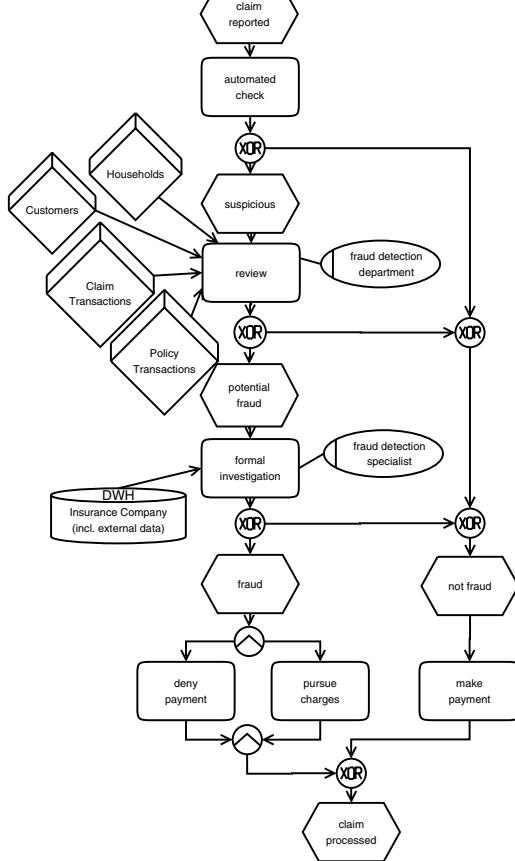 claim
reported
automated
check
XOR
Households
suspicious
Customers
fraud detection
department
review
Claim
Transactions
XOR
XOR
Policy
Transactions
potential
fraud
fraud detection
specialist
formal
investigation
DWH
Insurance Company
(incl. external data)
XOR
XOR
fraud
not fraud
deny
payment
pursue
charges
make
payment
XOR
claim
processed